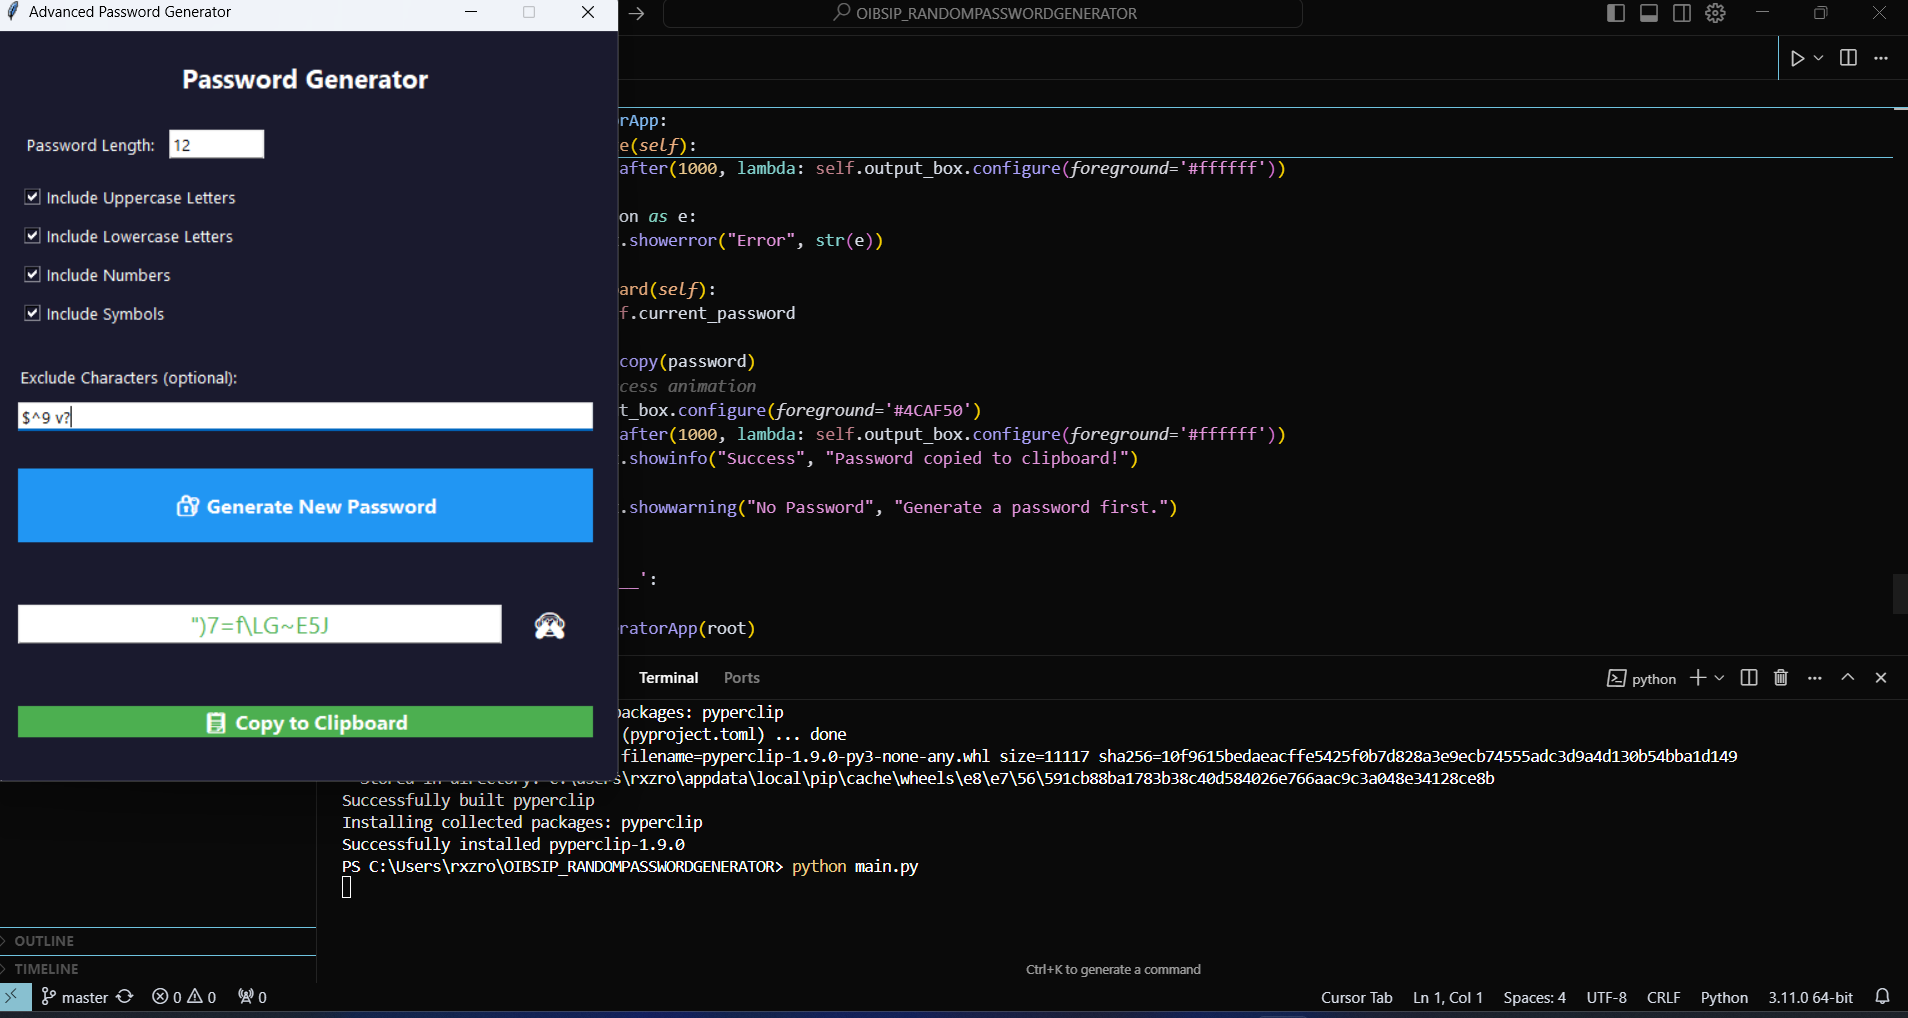 Advanced Password Generator
Password Generator
Password Length: 12
Include Uppercase Letters
Include Lowercase Letters
Include Numbers
Include Symbols
Exclude Characters (optional):
$^9 v?
Generate New Password
")7=f\LG~E5J
Copy to Clipboard
OIBSIP_RANDOMPASSWORDGENERATOR
rApp:
e(self):
after(1000, lambda: self.output_box.configure(foreground='#ffffff'))
on as e:
.showerror("Error", str(e))
ard(self):
f.current_password
copy(password)
cess animation
t_box.configure(foreground='#4CAF50')
after(1000, lambda: self.output_box.configure(foreground='#ffffff'))
.showinfo("Success", "Password copied to clipboard!")
.showwarning("No Password", "Generate a password first.")
__':
ratorApp(root)
Terminal Ports
python
packages: pyperclip
(pyproject.toml) ... done
filename=pyperclip-1.9.0-py3-none-any.whl size=11117 sha256=10f9615bedaeacffe5425f0b7d828a3e9ecb74555adc3d9a4d130b54bba1d149
Stored in directory: c:\users\rxzro\appdata\local\pip\cache\wheels\e8\e7\56\591cb88ba1783b38c40d584026e766aac9c3a048e34128ce8b
Successfully built pyperclip
Installing collected packages: pyperclip
Successfully installed pyperclip-1.9.0
PS C:\Users\rxzro\OIBSIP_RANDOMPASSWORDGENERATOR> python main.py
Ctrl+K to generate a command
OUTLINE
TIMELINE
master 0 0 0 Cursor Tab Ln 1, Col 1 Spaces: 4 UTF-8 CRLF Python 3.11.0 64-bit